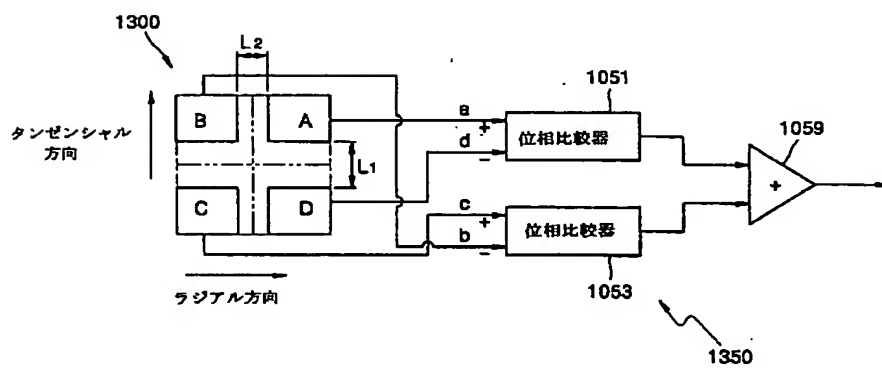 1300
L2
タンゼンシャル
方向
B
A
L1
C
D
ラジアル方向
a
+
d
−
1051
位相比較器
c
+
b
−
位相比較器
1053
1059
+
1350